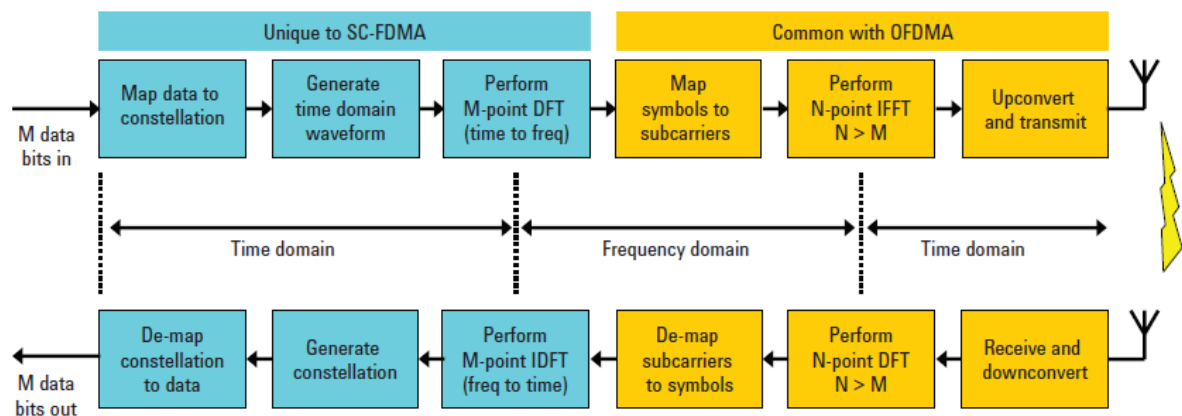 Unique to SC-FDMA
Common with OFDMA
M data
bits in
Map data to
constellation
Generate
time domain
waveform
Perform
M-point DFT
(time to freq)
Map
symbols to
subcarriers
Perform
N-point IFFT
N > M
Upconvert
and transmit
Time domain
Frequency domain
Time domain
M data
bits out
De-map
constellation
to data
Generate
constellation
Perform
M-point IDFT
(freq to time)
De-map
subcarriers
to symbols
Perform
N-point DFT
N > M
Receive and
downconvert